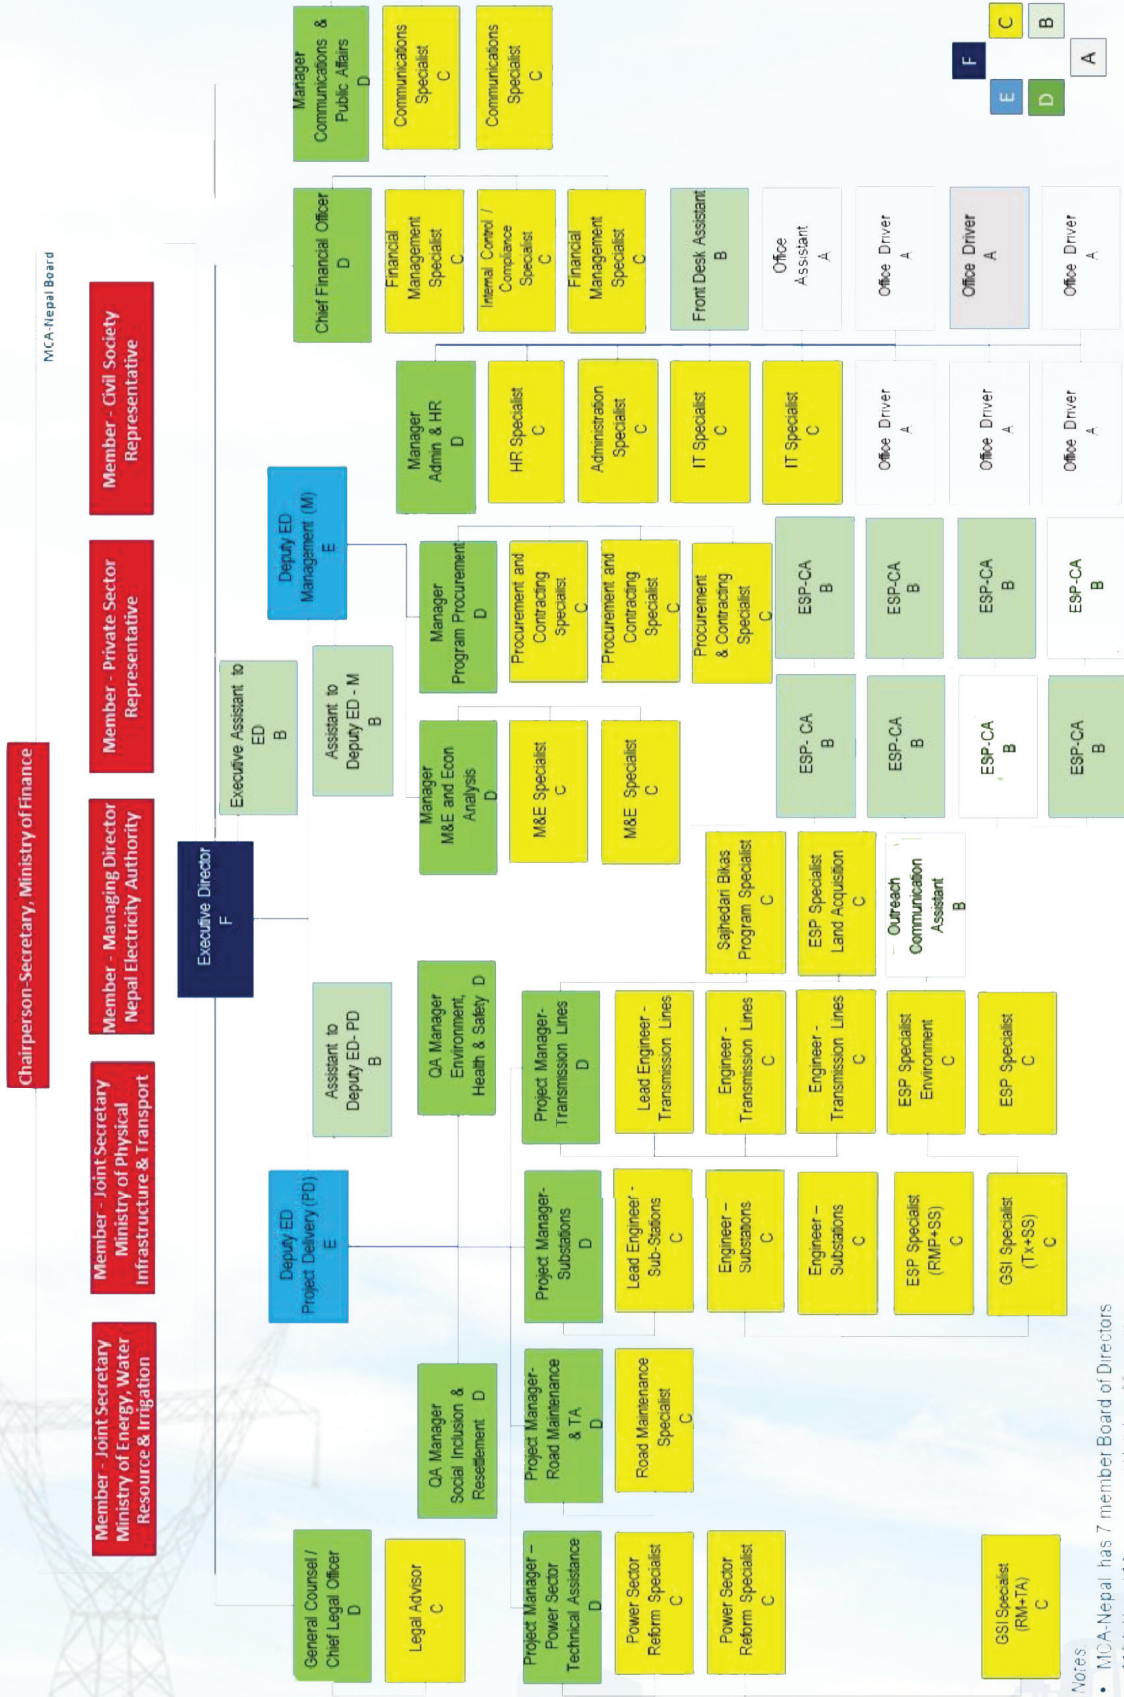 MCA-Nepal Board
Chairperson-Secretary, Ministry of Finance
Member - Joint Secretary
Ministry of Energy, Water
Resource & Irrigation
Member - Joint Secretary
Ministry of Physical
Infrastructure & Transport
Member - Managing Director
Nepal Electricity Authority
Member - Private Sector
Representative
Member - Civil Society
Representative
Executive Director
F
Executive Assistant to
ED
B
Deputy ED
Project Delivery (PD)
E
Assistant to
Deputy ED- PD
B
Assistant to
Deputy ED - M
B
Deputy ED
Management (M)
E
General Counsel /
Chief Legal Officer
D
Legal Advisor
C
QA Manager
Social Inclusion &
Resettlement D
QA Manager
Environment,
Health & Safety D
Project Manager –
Power Sector
Technical Assistance
D
Power Sector
Reform Specialist
C
Power Sector
Reform Specialist
C
GSI Specialist
(RM+TA)
C
Project Manager-
Road Maintenance
& TA
D
Road Maintenance
Specialist
C
Project Manager-
Substations
D
Lead Engineer -
Sub-Stations
C
Engineer –
Substations
C
Engineer –
Substations
C
ESP Specialist
(RMP+SS)
C
GSI Specialist
(Tx+SS)
C
Project Manager-
Transmission Lines
D
Lead Engineer -
Transmission Lines
C
Engineer -
Transmission Lines
C
Engineer -
Transmission Lines
C
ESP Specialist
Environment
C
ESP Specialist
C
Sajhedari Bikas
Program Specialist
C
ESP Specialist
Land Acquisition
C
Outreach
Communication
Assistant
B
Manager
M&E and Econ
Analysis
D
M&E Specialist
C
M&E Specialist
C
ESP- CA
B
ESP-CA
B
ESP-CA
B
ESP-CA
B
Manager
Program Procurement
D
Procurement and
Contracting
Specialist
C
Procurement and
Contracting
Specialist
C
Procurement
& Contracting
Specialist
C
ESP-CA
B
ESP-CA
B
ESP-CA
B
ESP-CA
B
Manager
Admin & HR
D
HR Specialist
C
Administration
Specialist
C
IT Specialist
C
IT Specialist
C
Office Driver
A
Office Driver
A
Office Driver
A
Chief Financial Officer
D
Financial
Management
Specialist
C
Internal Control /
Compliance
Specialist
C
Financial
Management
Specialist
C
Front Desk Assistant
B
Office
Assistant
A
Office Driver
A
Office Driver
A
Office Driver
A
Manager
Communications &
Public Affairs
D
Communications
Specialist
C
Communications
Specialist
C
F
E
C
D
B
A
Notes
• MCA-Nepal has 7 member Board of Directors